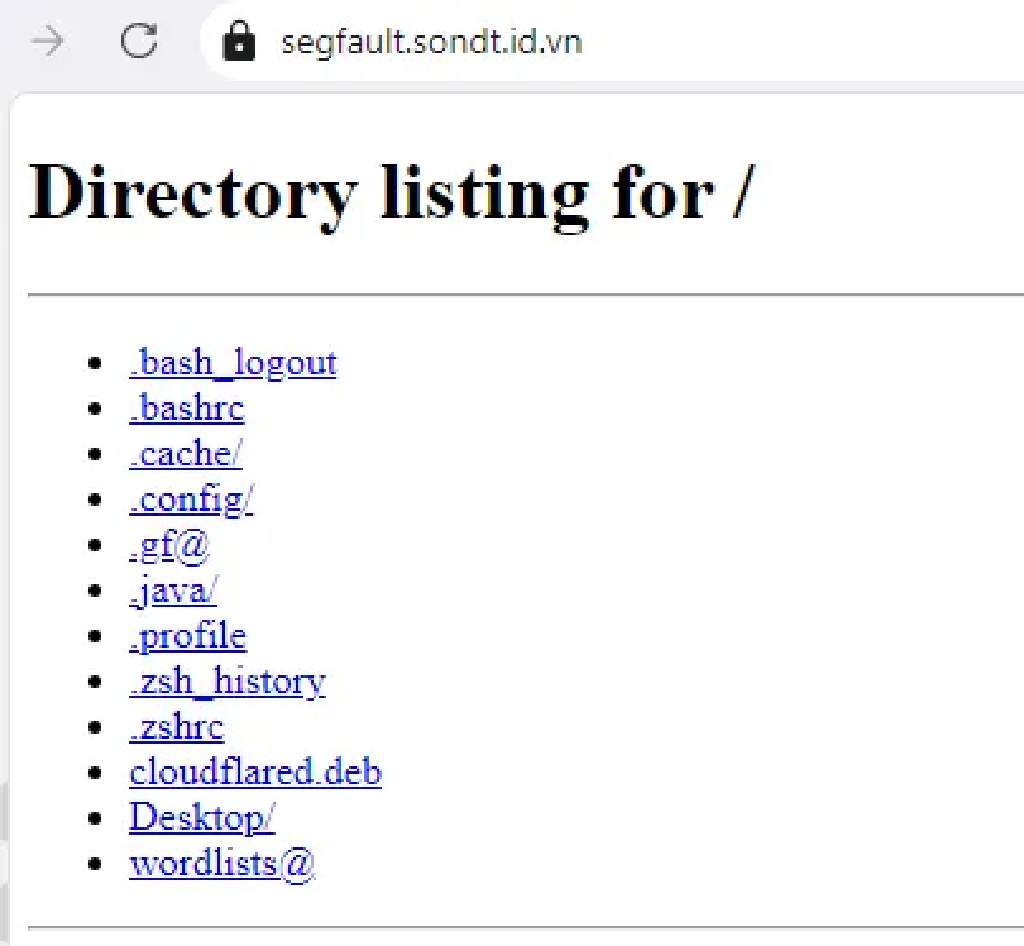 segfault.sondt.id.vn
Directory listing for /
.bash_logout
.bashrc
.cache/
.config/
.gf@
.java/
.profile
.zsh_history
.zshrc
cloudflared.deb
Desktop/
wordlists@